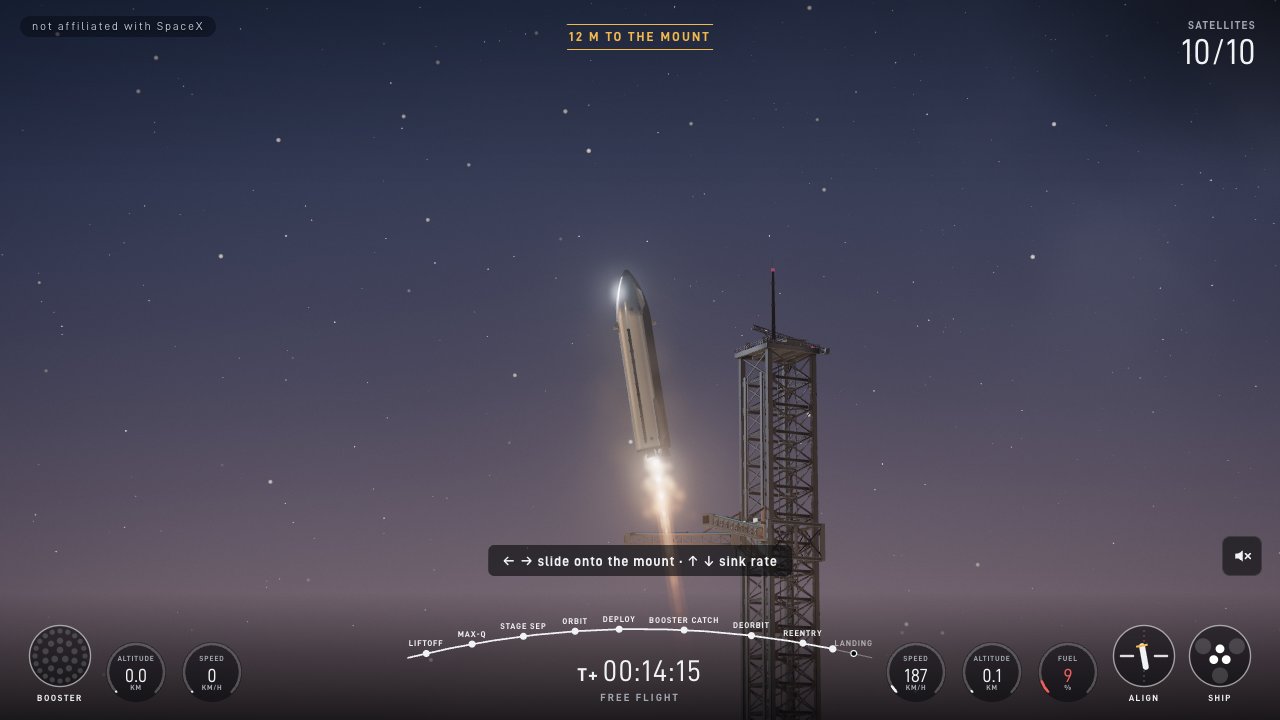 not affiliated with SpaceX
12 M TO THE MOUNT
SATELLITES
10/10
← → slide onto the mount · ↑ ↓ sink rate
LIFTOFF
MAX-Q
STAGE SEP
ORBIT
DEPLOY
BOOSTER CATCH
DEORBIT
REENTRY
LANDING
T+ 00:14:15
FREE FLIGHT
BOOSTER
ALTITUDE
0.0
KM
SPEED
0
KM/H
SPEED
187
KM/H
ALTITUDE
0.1
KM
FUEL
9
%
ALIGN
SHIP